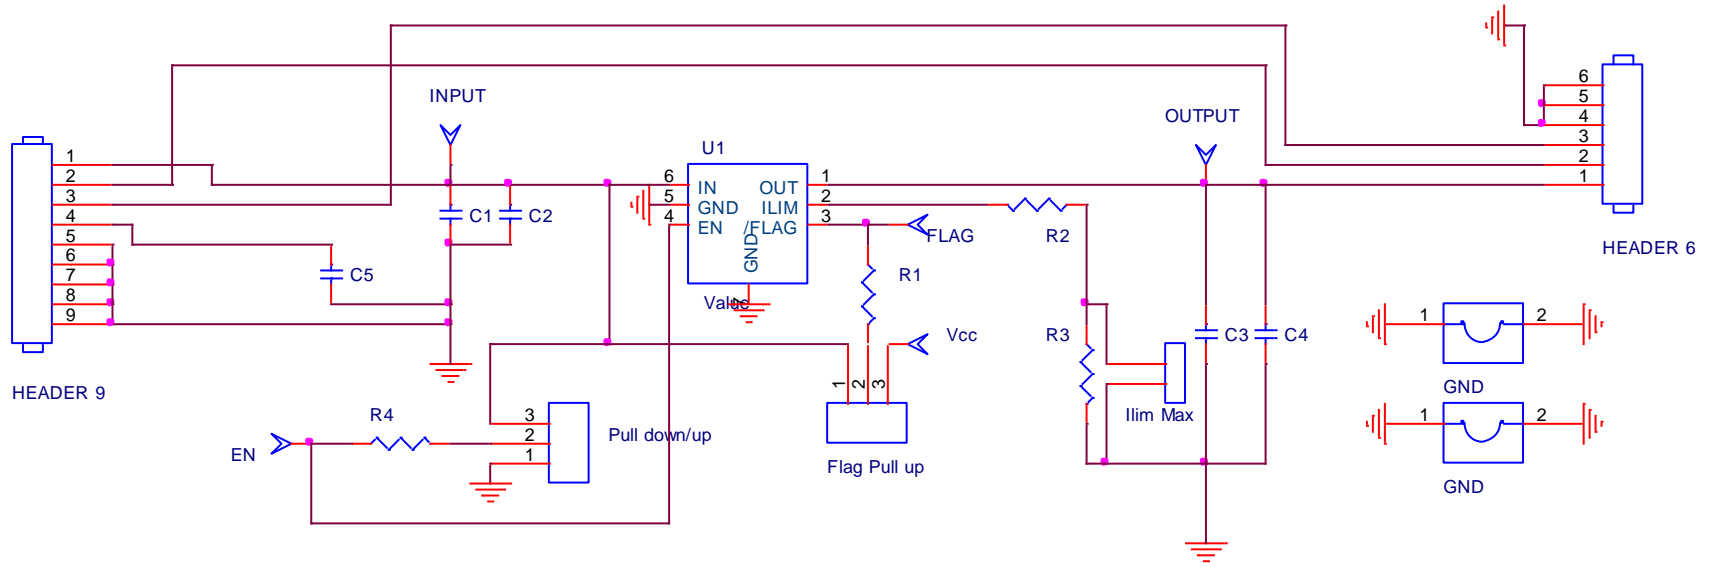 INPUT
OUTPUT
U1
6
5
4
3
2
1
HEADER 6
1
2
3
4
5
6
7
8
9
HEADER 9
C1
C2
C5
6 IN OUT 1
5 GND ILIM 2
4 EN /FLAG 3
GND
7
Value
FLAG
R2
R1
Vcc
R3
C3
C4
Ilim Max
1 2
GND
1 2
GND
1 2 3
Flag Pull up
R4
EN
3
2
1
Pull down/up